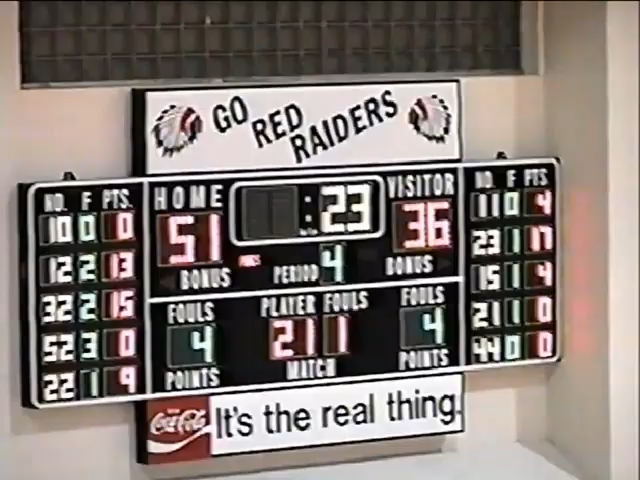 GO RED RAIDERS
HOME :23 VISITOR
51 36
BONUS PERIOD 4 BONUS
FOULS PLAYER FOULS FOULS
4 21 1 4
POINTS MATCH POINTS
NO. F PTS.
10 0 0
12 2 13
32 2 15
52 3 0
22 1 9
NO. F PTS
11 0 4
23 1 17
15 1 4
21 1 0
44 0 0
Coca-Cola It's the real thing.